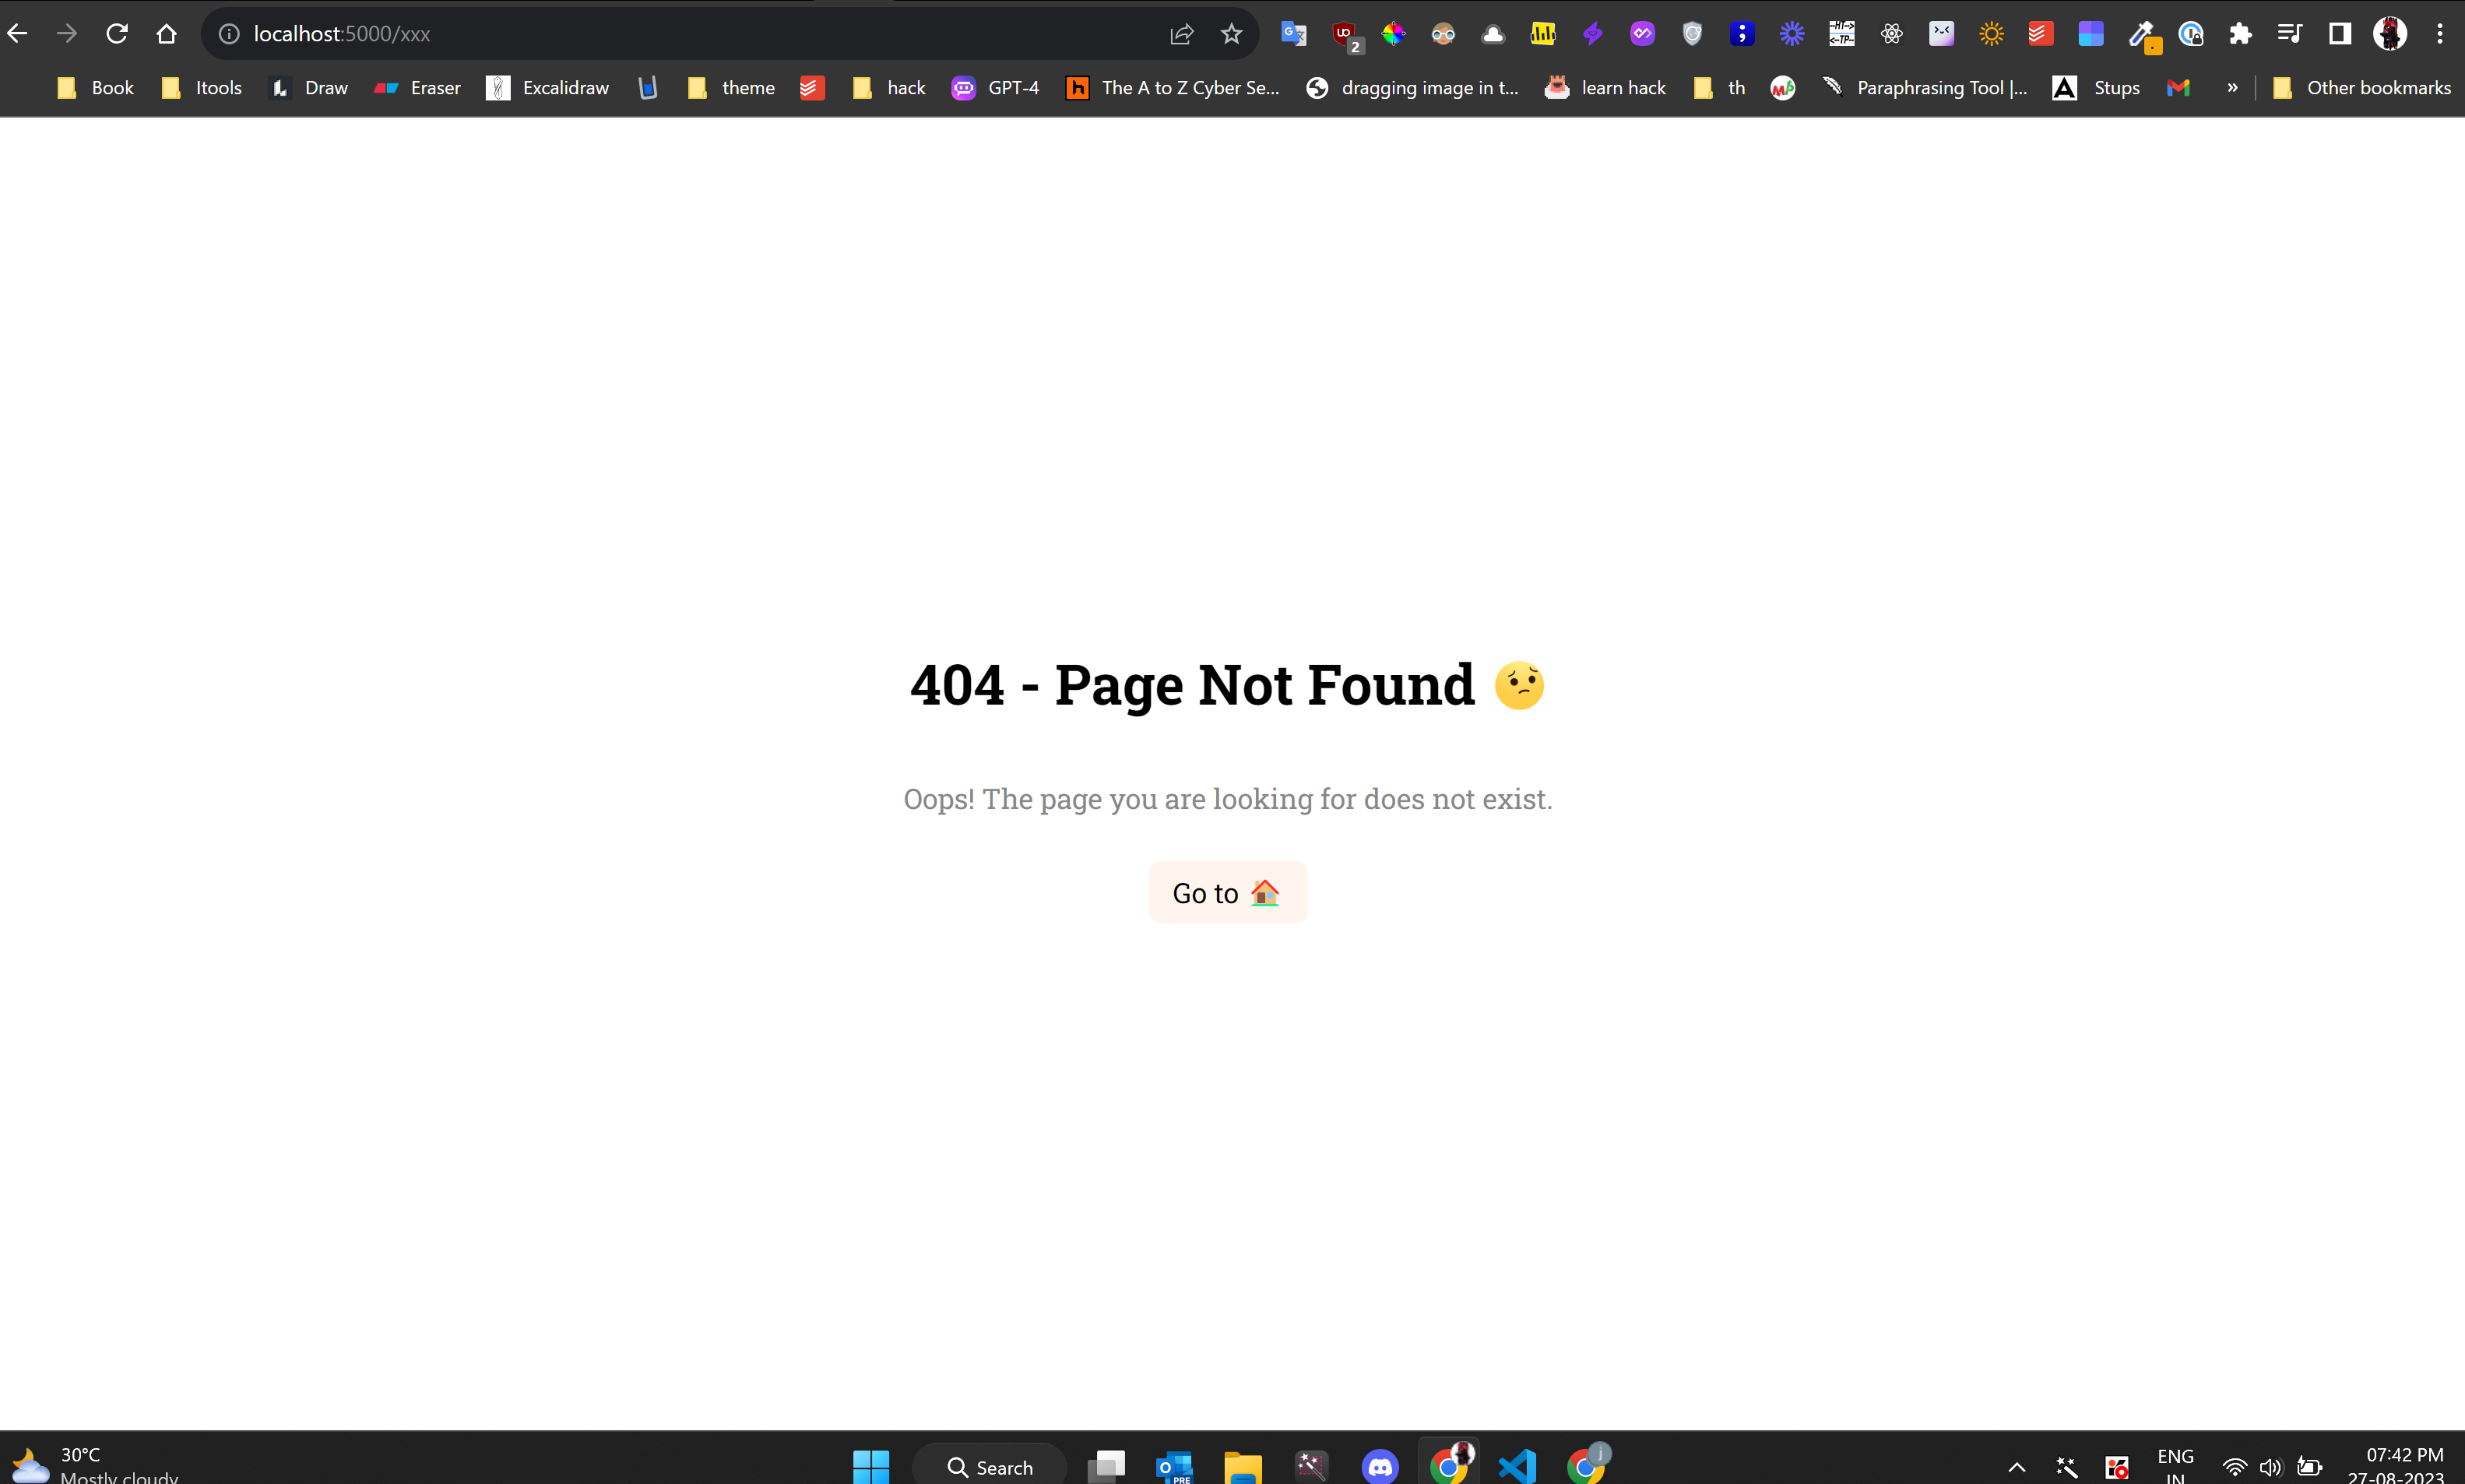 localhost:5000/xxx
2
Book Itools Draw Eraser Excalidraw theme hack GPT-4 The A to Z Cyber Se... dragging image in t... learn hack th Paraphrasing Tool |... Stups » Other bookmarks
404 - Page Not Found 😔
Oops! The page you are looking for does not exist.
Go to 🏠
30°C
Mostly cloudy
Search
PRE
ENG
IN
07:42 PM
27-08-2023